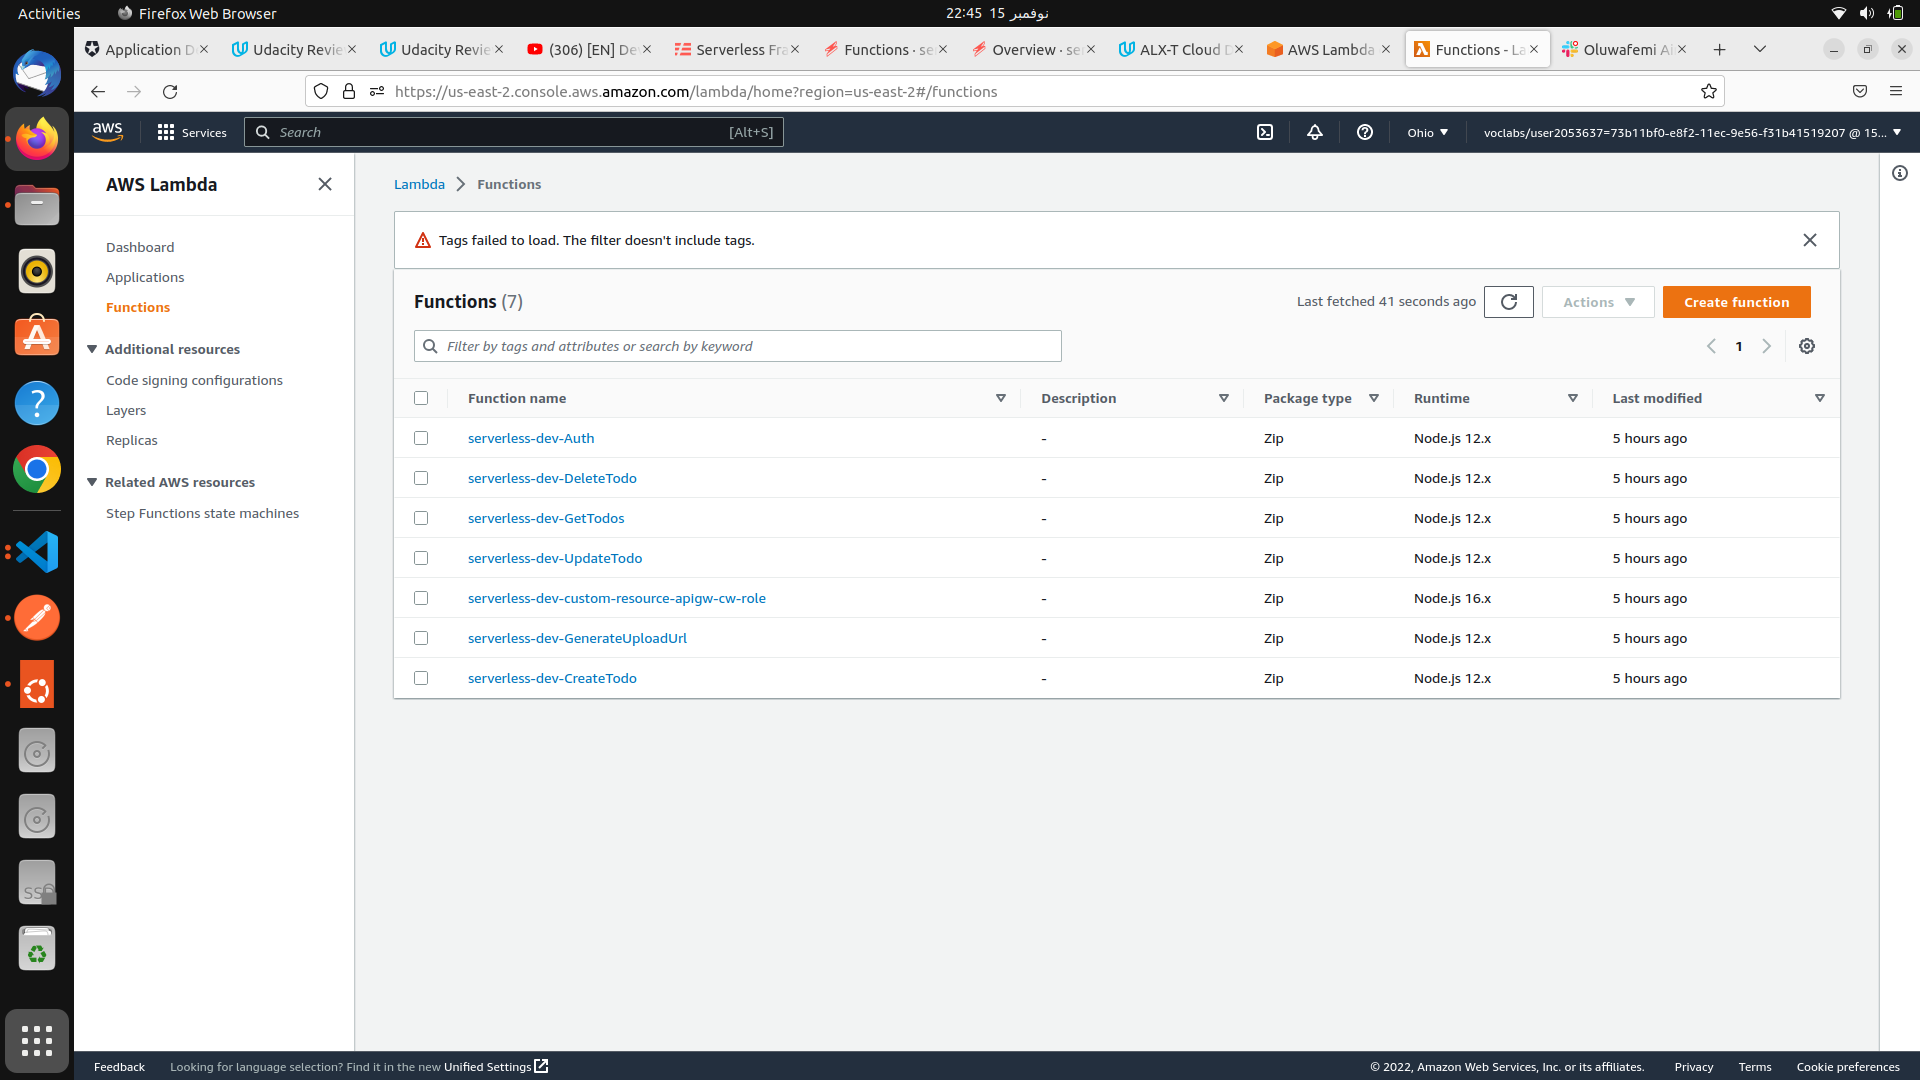 Activities
Firefox Web Browser
22:45 15 نوفمبر
Application D
Udacity Revie
Udacity Revie
(306) [EN] De
Serverless Fra
Functions · se
Overview · se
ALX-T Cloud D
AWS Lambda
Functions - La
Oluwafemi Ai
https://us-east-2.console.aws.amazon.com/lambda/home?region=us-east-2#/functions
aws
Services
Search
[Alt+S]
Ohio
voclabs/user2053637=73b11bf0-e8f2-11ec-9e56-f31b41519207 @ 15...
AWS Lambda
Dashboard
Applications
Functions
Additional resources
Code signing configurations
Layers
Replicas
Related AWS resources
Step Functions state machines
Lambda > Functions
Tags failed to load. The filter doesn't include tags.
Functions (7)
Last fetched 41 seconds ago
Actions
Create function
Filter by tags and attributes or search by keyword
1
Function name Description Package type Runtime Last modified
serverless-dev-Auth - Zip Node.js 12.x 5 hours ago
serverless-dev-DeleteTodo - Zip Node.js 12.x 5 hours ago
serverless-dev-GetTodos - Zip Node.js 12.x 5 hours ago
serverless-dev-UpdateTodo - Zip Node.js 12.x 5 hours ago
serverless-dev-custom-resource-apigw-cw-role - Zip Node.js 16.x 5 hours ago
serverless-dev-GenerateUploadUrl - Zip Node.js 12.x 5 hours ago
serverless-dev-CreateTodo - Zip Node.js 12.x 5 hours ago
Feedback
Looking for language selection? Find it in the new Unified Settings
© 2022, Amazon Web Services, Inc. or its affiliates.
Privacy
Terms
Cookie preferences